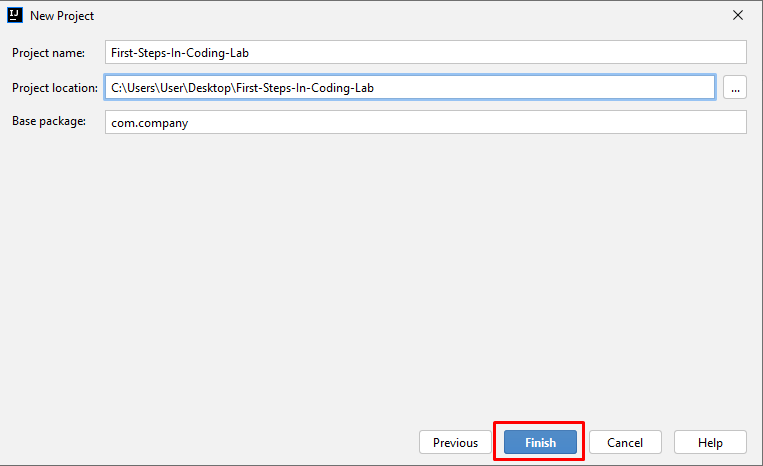 IJ New Project
Project name: First-Steps-In-Coding-Lab
Project location: C:\Users\User\Desktop\First-Steps-In-Coding-Lab ...
Base package: com.company
Previous Finish Cancel Help